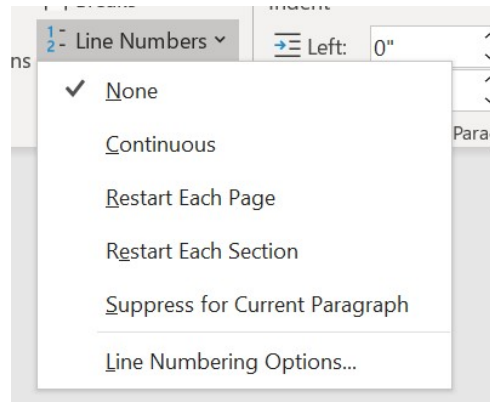 Line Numbers
Left: 0"
None
Continuous
Restart Each Page
Restart Each Section
Suppress for Current Paragraph
Line Numbering Options...